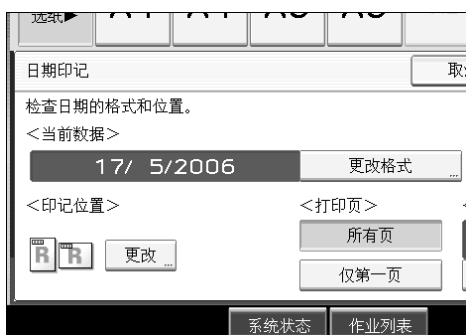 选纸▶
日期印记
取
检查日期的格式和位置。
<当前数据>
17/ 5/2006
更改格式
<印记位置>
<打印页>
R R
更改
所有页
仅第一页
系统状态
作业列表